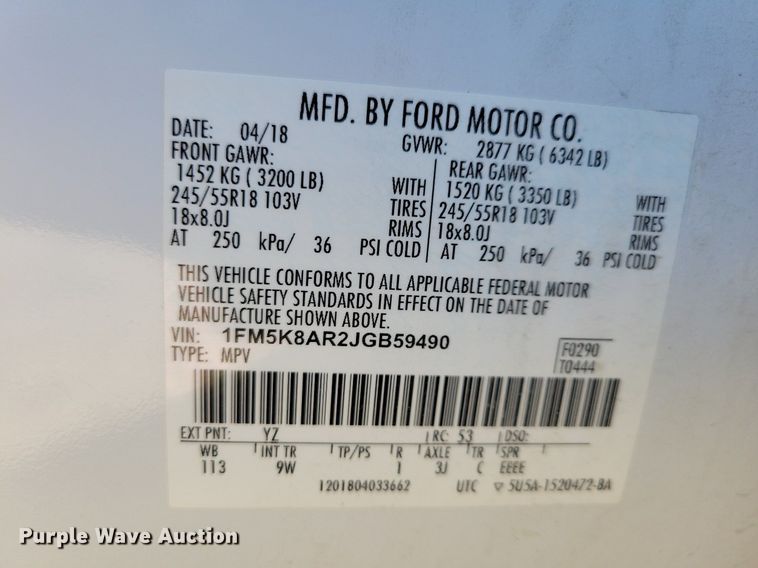 MFD. BY FORD MOTOR CO.
DATE: 04/18 GVWR: 2877 KG ( 6342 LB)
FRONT GAWR: REAR GAWR:
1452 KG ( 3200 LB) WITH 1520 KG ( 3350 LB) WITH
245/55R18 103V TIRES 245/55R18 103V TIRES
18x8.0J RIMS 18x8.0J RIMS
AT 250 kPa/ 36 PSI COLD AT 250 kPa/ 36 PSI COLD
THIS VEHICLE CONFORMS TO ALL APPLICABLE FEDERAL MOTOR
VEHICLE SAFETY STANDARDS IN EFFECT ON THE DATE OF
MANUFACTURE SHOWN ABOVE.
VIN: 1FM5K8AR2JGB59490
TYPE: MPV
F0290
T0444
EXT PNT: YZ RC: 53 DSO:
WB INT TR TP/PS R AXLE TR SPR
113 9W 1 3J C EEEE
1201804033662 UTC ▽ 5U5A-1520472-BA
Purple Wave Auction